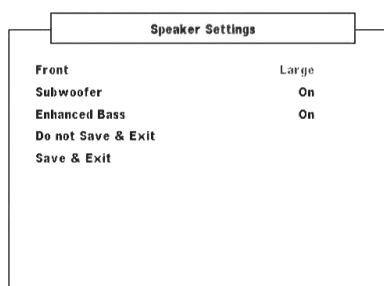 Speaker Settings
Front Large
Subwoofer On
Enhanced Bass On
Do not Save & Exit
Save & Exit